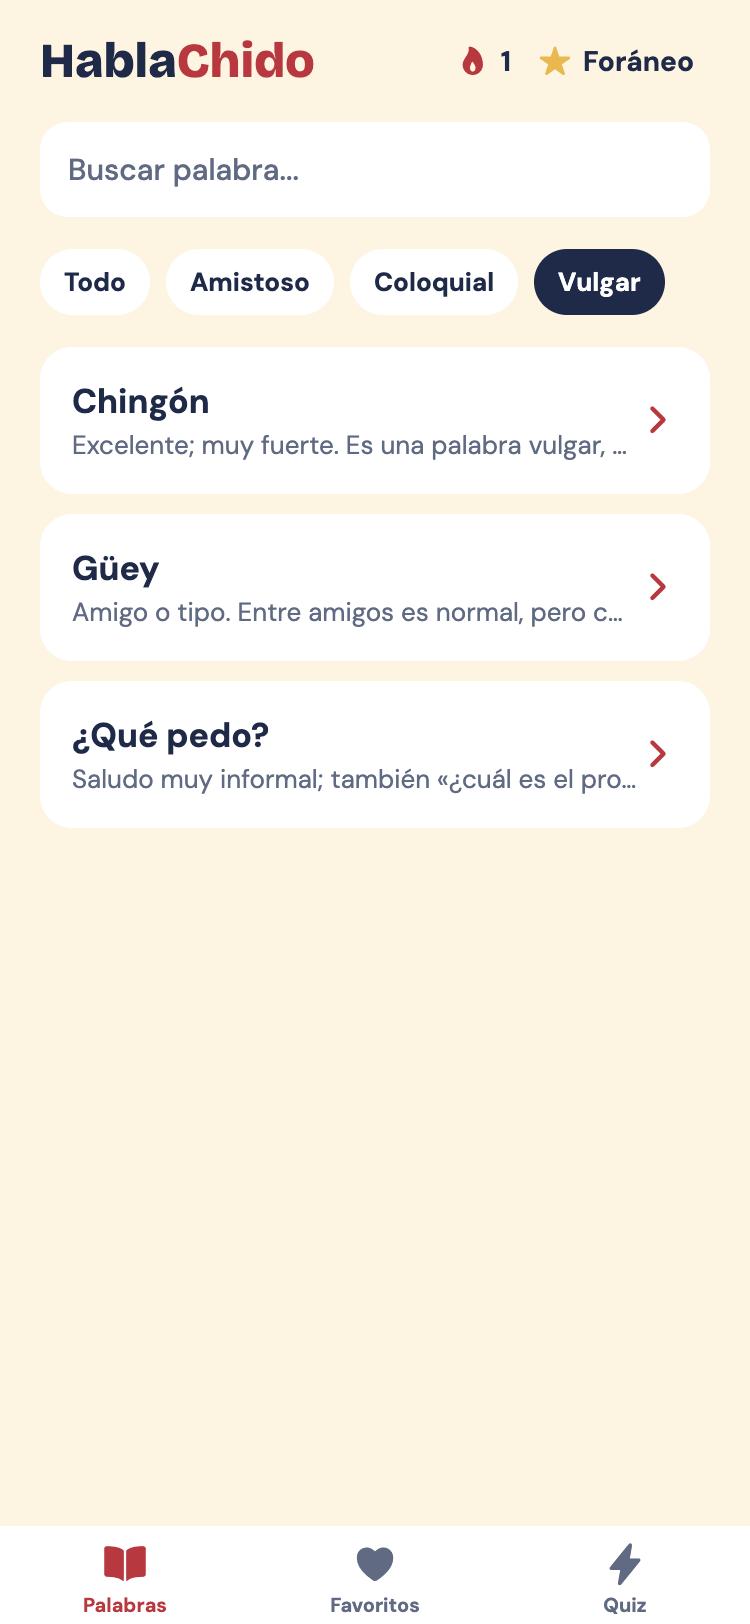 HablaChido
1 Foráneo
Buscar palabra...
Todo Amistoso Coloquial Vulgar
Chingón
Excelente; muy fuerte. Es una palabra vulgar, ...
Güey
Amigo o tipo. Entre amigos es normal, pero c...
¿Qué pedo?
Saludo muy informal; también «¿cuál es el pro...
Palabras Favoritos Quiz